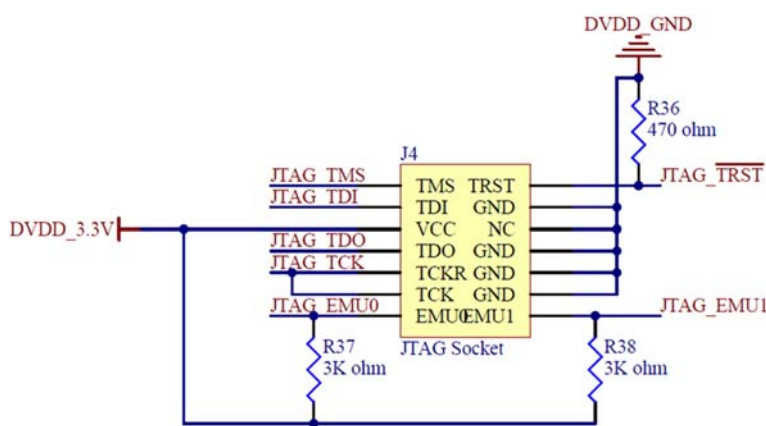 DVDD_GND
R36
470 ohm
J4
JTAG_TMS
TMS TRST
JTAG_TRST
JTAG_TDI
TDI GND
DVDD_3.3V
VCC NC
JTAG_TDO
TDO GND
JTAG_TCK
TCKR GND
TCK GND
JTAG_EMU0
EMU0 EMU1
JTAG_EMU1
JTAG Socket
R37
3K ohm
R38
3K ohm